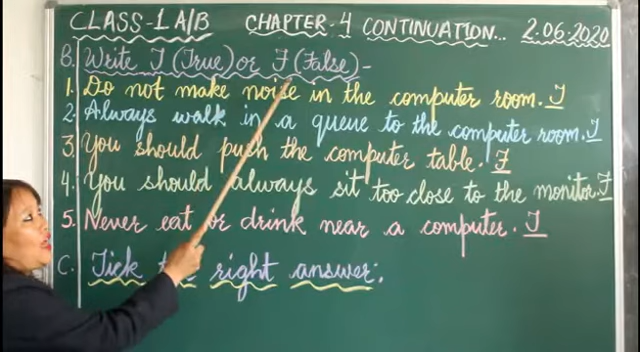 CLASS-1 A/B CHAPTER-4 CONTINUATION... 2.06.2020
B. Write T (True) or F (False) -
1. Do not make noise in the computer room. T
2. Always walk in a queue to the computer room. T
3. You should push the computer table. F
4. You should always sit too close to the monitor. F
5. Never eat or drink near a computer. T
C. Tick the right answer: